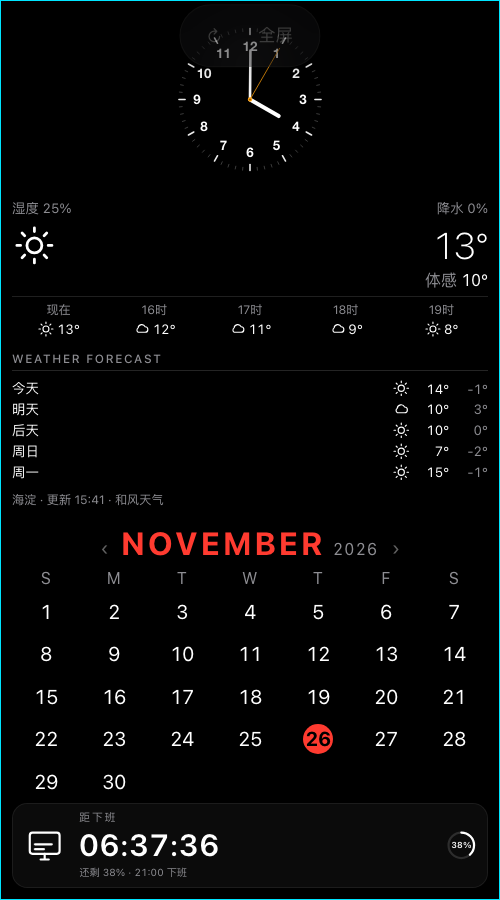 全屏
12
1
2
3
4
5
6
7
8
9
10
11
湿度 25%
降水 0%
13°
体感 10°
现在 16时 17时 18时 19时
13° 12° 11° 9° 8°
WEATHER FORECAST
今天 14° -1°
明天 10° 3°
后天 10° 0°
周日 7° -2°
周一 15° -1°
海淀 · 更新 15:41 · 和风天气
‹ NOVEMBER 2026 ›
S M T W T F S
1 2 3 4 5 6 7
8 9 10 11 12 13 14
15 16 17 18 19 20 21
22 23 24 25 26 27 28
29 30
距下班
06:37:36
38%
还剩 38% · 21:00 下班